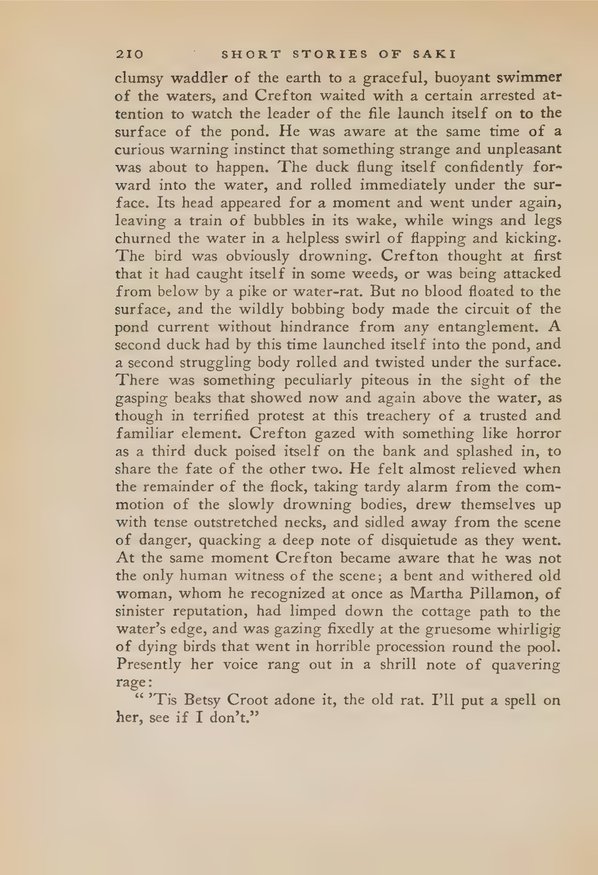 210 SHORT STORIES OF SAKI
clumsy waddler of the earth to a graceful, buoyant swimmer
of the waters, and Crefton waited with a certain arrested at-
tention to watch the leader of the file launch itself on to the
surface of the pond. He was aware at the same time of a
curious warning instinct that something strange and unpleasant
was about to happen. The duck flung itself confidently for-
ward into the water, and rolled immediately under the sur-
face. Its head appeared for a moment and went under again,
leaving a train of bubbles in its wake, while wings and legs
churned the water in a helpless swirl of flapping and kicking.
The bird was obviously drowning. Crefton thought at first
that it had caught itself in some weeds, or was being attacked
from below by a pike or water-rat. But no blood floated to the
surface, and the wildly bobbing body made the circuit of the
pond current without hindrance from any entanglement. A
second duck had by this time launched itself into the pond, and
a second struggling body rolled and twisted under the surface.
There was something peculiarly piteous in the sight of the
gasping beaks that showed now and again above the water, as
though in terrified protest at this treachery of a trusted and
familiar element. Crefton gazed with something like horror
as a third duck poised itself on the bank and splashed in, to
share the fate of the other two. He felt almost relieved when
the remainder of the flock, taking tardy alarm from the com-
motion of the slowly drowning bodies, drew themselves up
with tense outstretched necks, and sidled away from the scene
of danger, quacking a deep note of disquietude as they went.
At the same moment Crefton became aware that he was not
the only human witness of the scene; a bent and withered old
woman, whom he recognized at once as Martha Pillamon, of
sinister reputation, had limped down the cottage path to the
water’s edge, and was gazing fixedly at the gruesome whirligig
of dying birds that went in horrible procession round the pool.
Presently her voice rang out in a shrill note of quavering
rage:
“ ’Tis Betsy Croot adone it, the old rat. I’ll put a spell on
her, see if I don’t.”